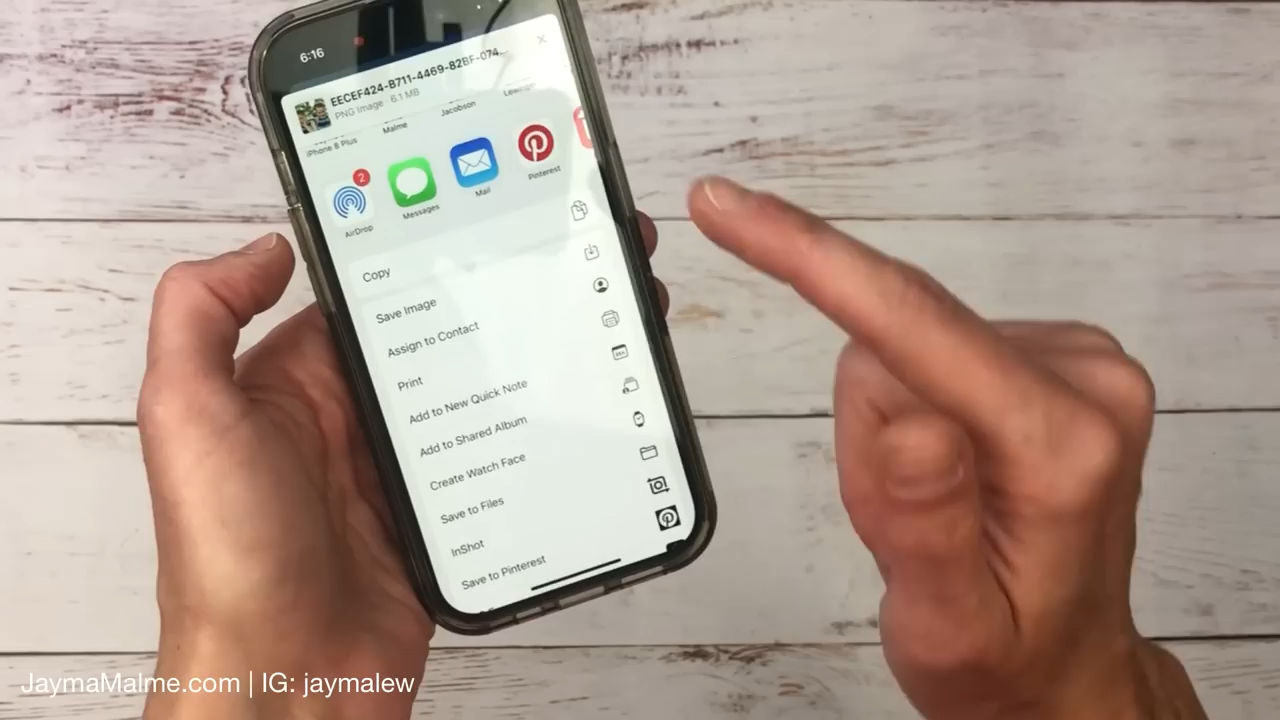 6:16
EECEF424-B711-4469-82BF-074...
PNG Image · 6.1 MB
iPhone 8 Plus
Malme
Jacobson
2
AirDrop
Messages
Mail
Pinterest
Copy
Save Image
Assign to Contact
Print
Add to New Quick Note
Add to Shared Album
Create Watch Face
Save to Files
InShot
Save to Pinterest
JaymaMalme.com | IG: jaymalew